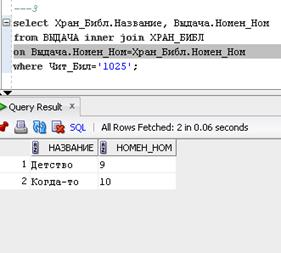 ---3
select Хран_Библ.Название, Выдача.Номен_Ном
from ВЫДАЧА inner join ХРАН_БИБЛ
on Выдача.Номен_Ном=Хран_Библ.Номен_Ном
where Чит_Бил='1025';
Query Result x
SQL | All Rows Fetched: 2 in 0.06 seconds
НАЗВАНИЕ НОМЕН_НОМ
1 Детство 9
2 Когда-то 10